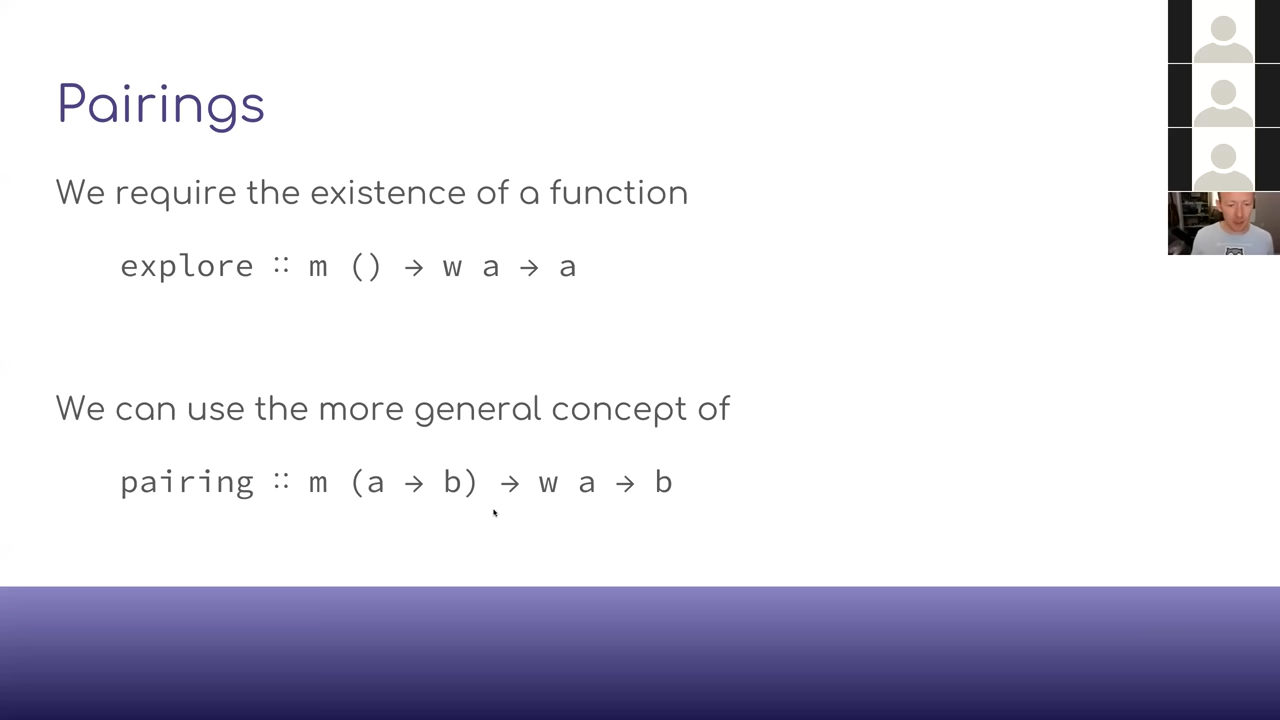 Pairings
We require the existence of a function
explore ∷ m () → w a → a
We can use the more general concept of
pairing ∷ m (a → b) → w a → b